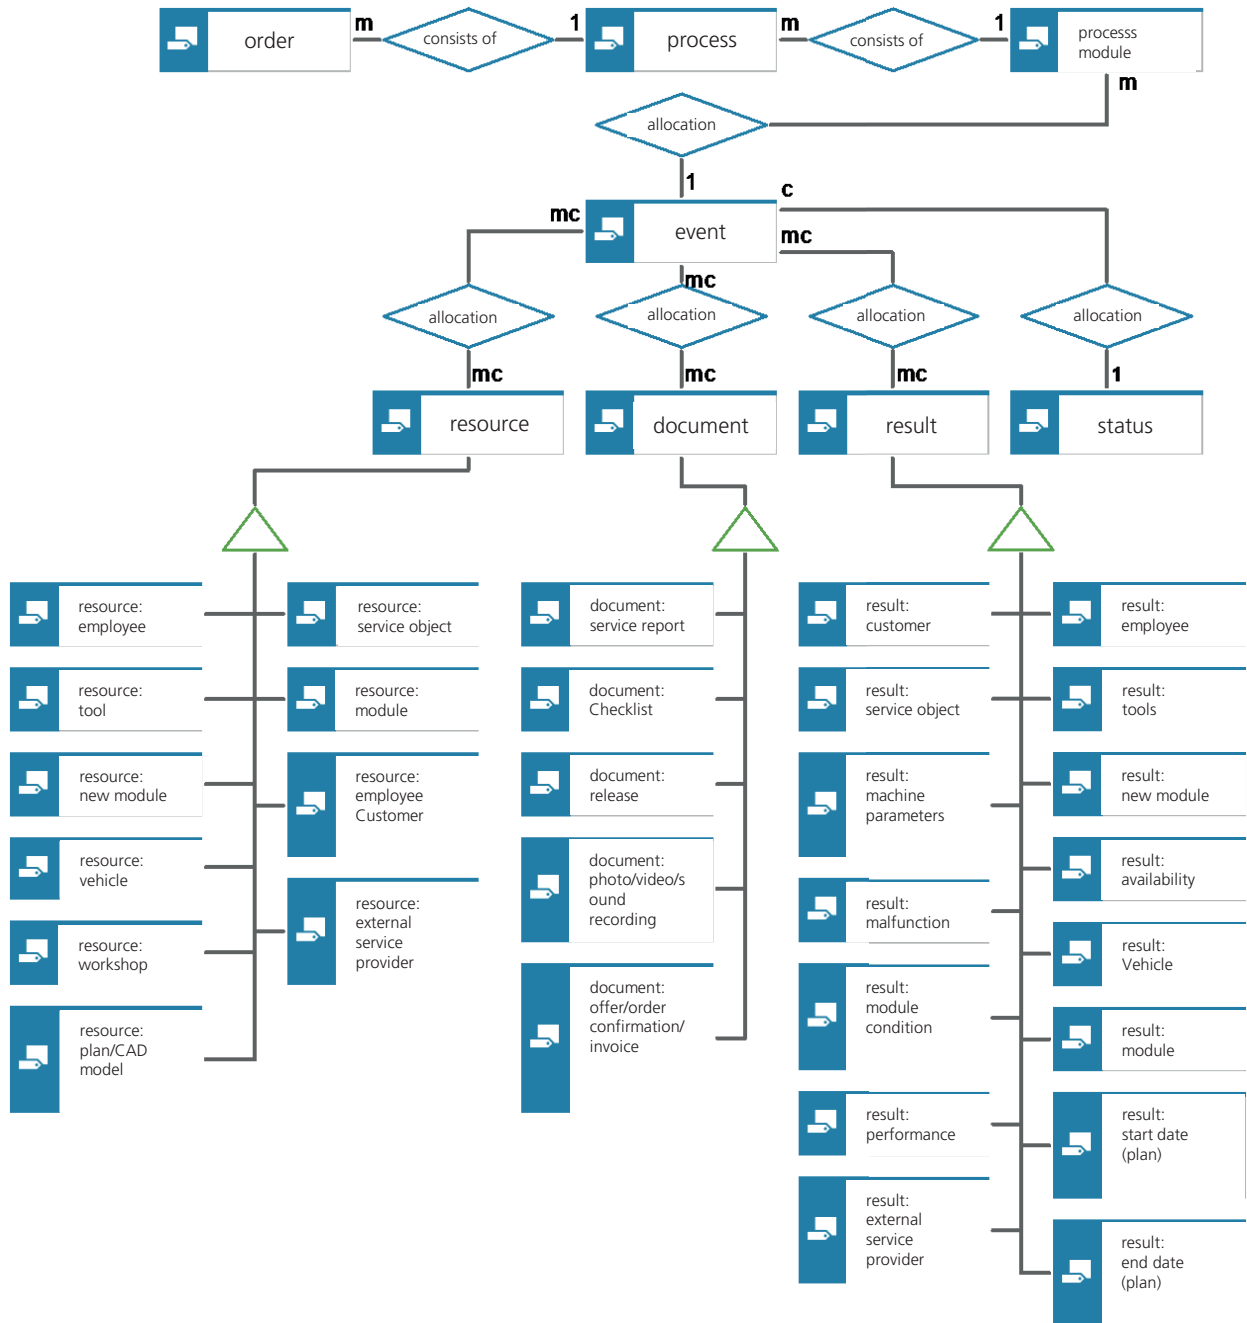 order
m
consists of
1
process
m
consists of
1
processs
module
m
allocation
1
c
mc
event
mc
mc
allocation
allocation
allocation
allocation
mc
mc
mc
1
resource
document
result
status
resource:
employee
resource:
service object
document:
service report
result:
customer
result:
employee
resource:
tool
resource:
module
document:
Checklist
result:
service object
result:
tools
resource:
new module
resource:
employee
Customer
document:
release
result:
machine
parameters
result:
new module
resource:
vehicle
document:
photo/video/s
ound
recording
result:
availability
resource:
external
service
provider
result:
malfunction
resource:
workshop
result:
Vehicle
document:
offer/order
confirmation/
invoice
result:
module
condition
resource:
plan/CAD
model
result:
module
result:
performance
result:
start date
(plan)
result:
external
service
provider
result:
end date
(plan)